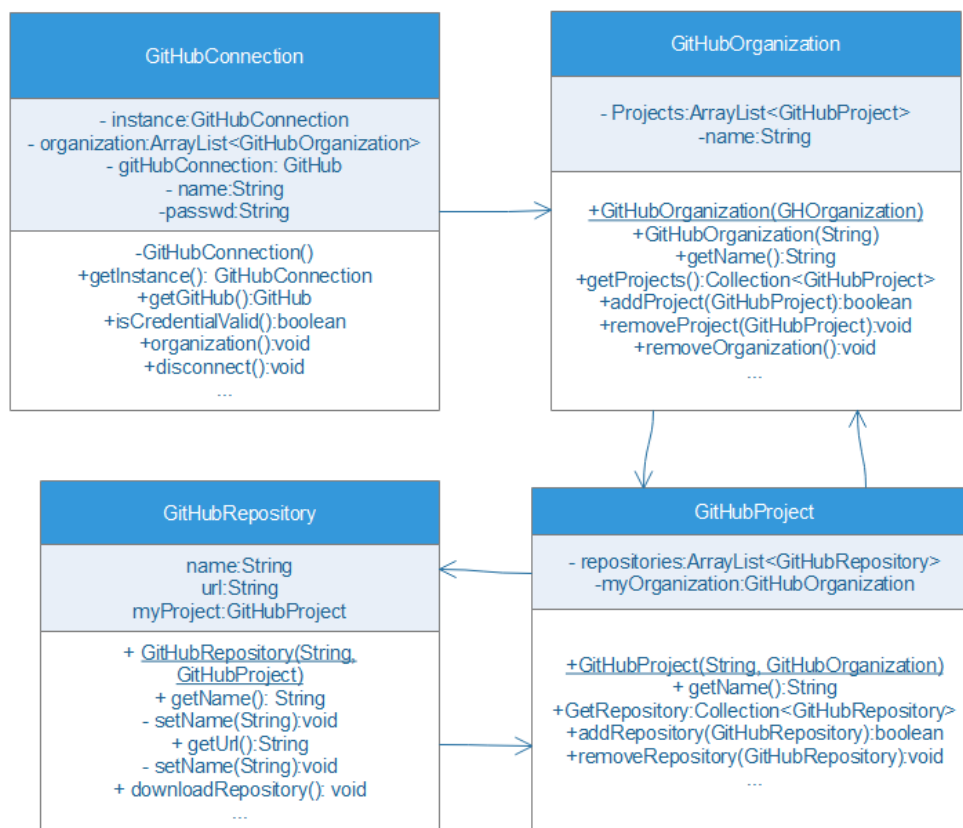 GitHubConnection
- instance:GitHubConnection
- organization:ArrayList<GitHubOrganization>
- gitHubConnection: GitHub
- name:String
-passwd:String
-GitHubConnection()
+getInstance(): GitHubConnection
+getGitHub():GitHub
+isCredentialValid():boolean
+organization():void
+disconnect():void
...
GitHubOrganization
- Projects:ArrayList<GitHubProject>
-name:String
+GitHubOrganization(GHOrganization)
+GitHubOrganization(String)
+getName():String
+getProjects():Collection<GitHubProject>
+addProject(GitHubProject):boolean
+removeProject(GitHubProject):void
+removeOrganization():void
...
GitHubRepository
name:String
url:String
myProject:GitHubProject
+ GitHubRepository(String,
GitHubProject)
+ getName(): String
- setName(String):void
+ getUrl():String
- setName(String):void
+ downloadRepository(): void
...
GitHubProject
- repositories:ArrayList<GitHubRepository>
-myOrganization:GitHubOrganization
+GitHubProject(String, GitHubOrganization)
+ getName():String
+GetRepository:Collection<GitHubRepository>
+addRepository(GitHubRepository):boolean
+removeRepository(GitHubRepository):void
...